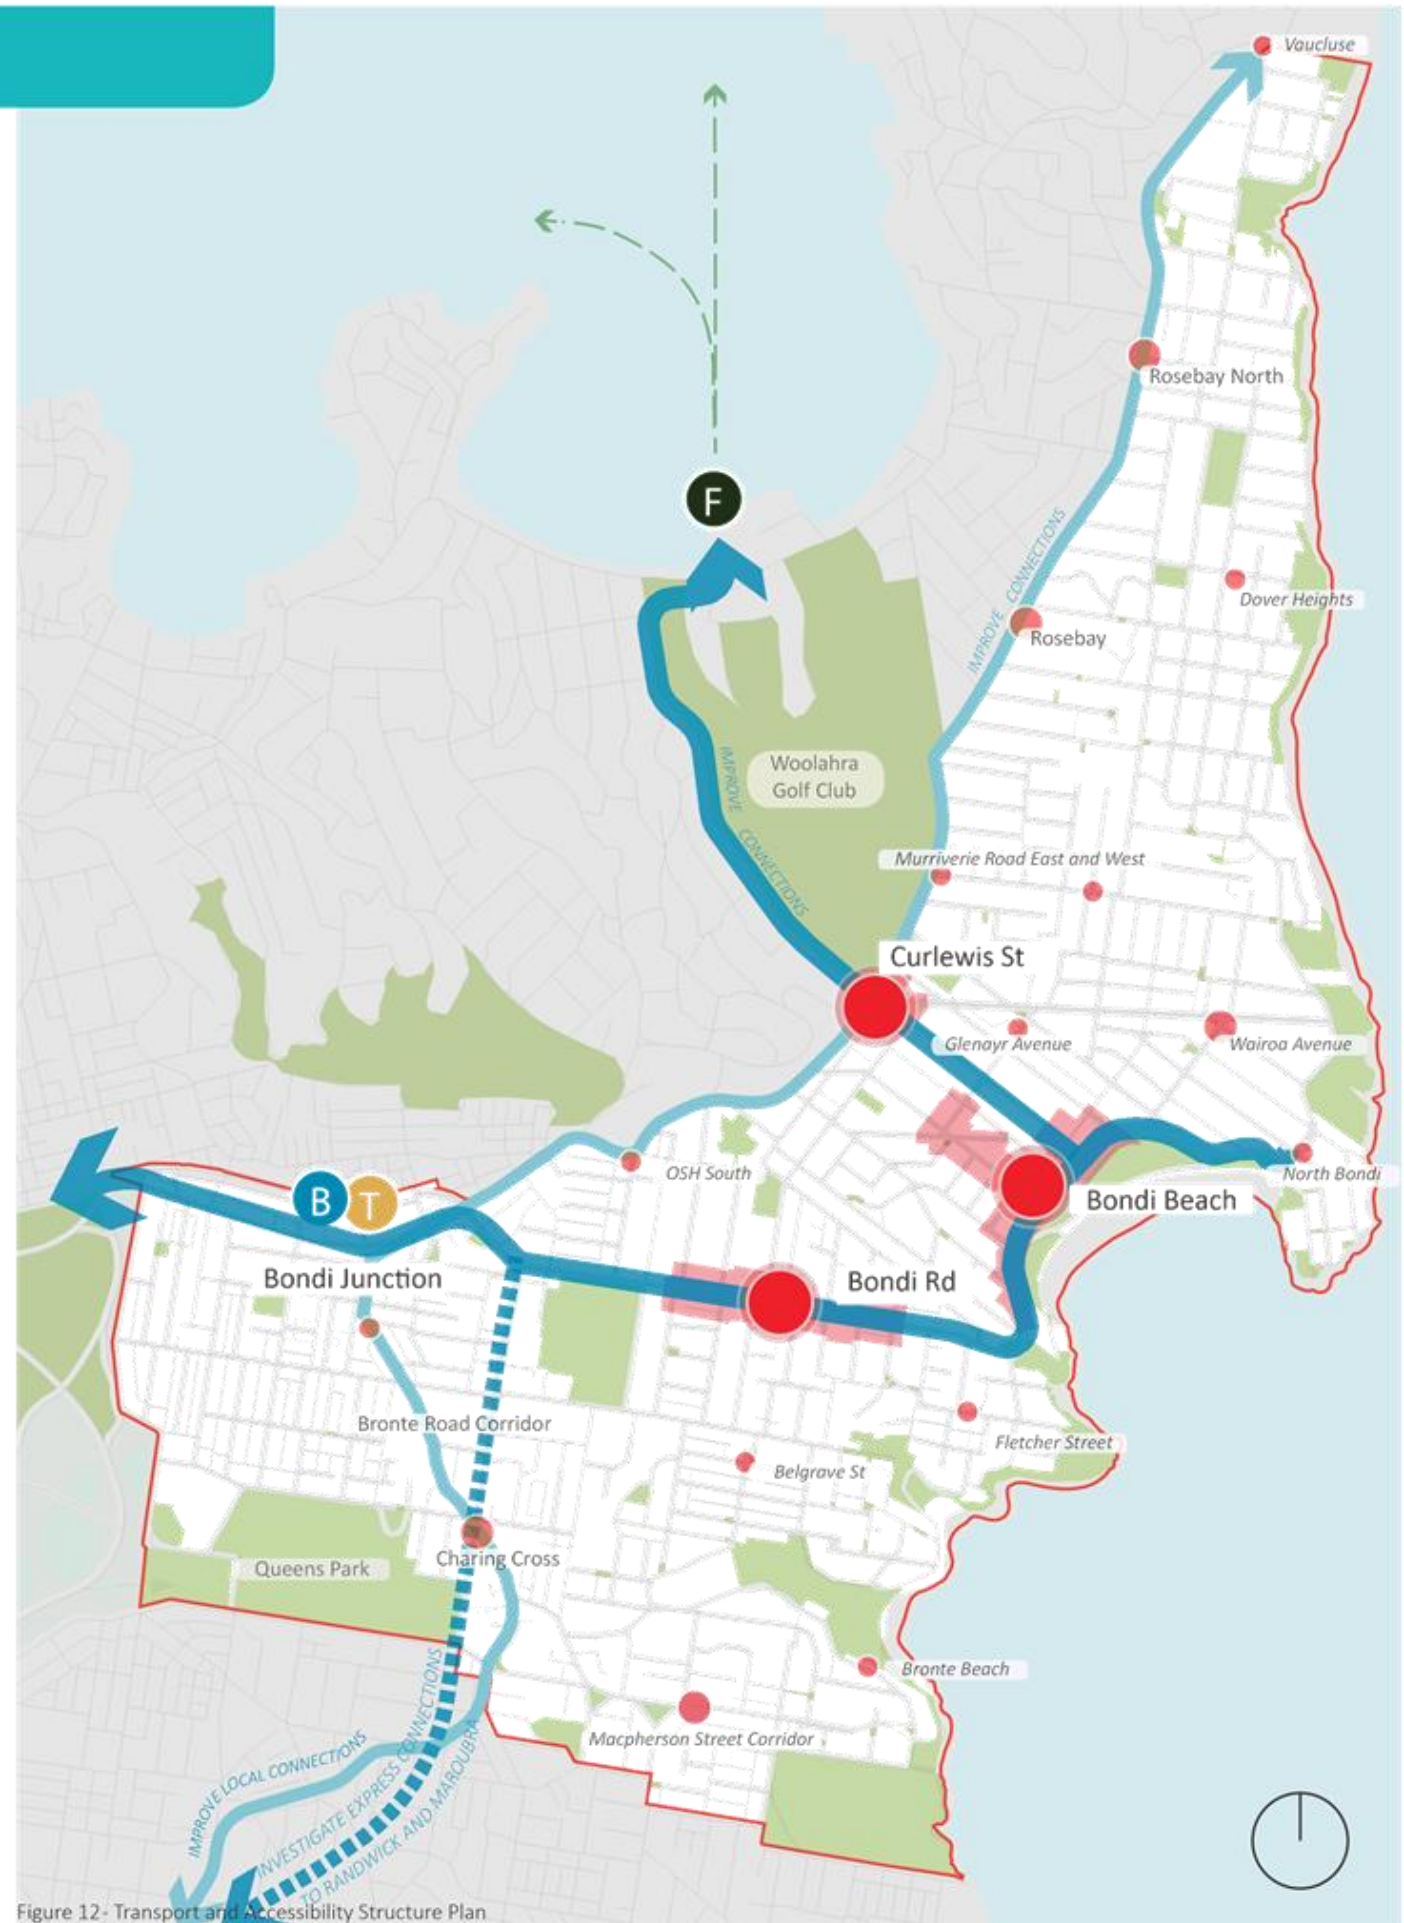 Vaucluse
Rosebay North
F
IMPROVE CONNECTIONS
Dover Heights
Rosebay
IMPROVE CONNECTIONS
Woolahra
Golf Club
Murriverie Road East and West
Curlewis St
Glenayr Avenue
Wairoa Avenue
OSH South
North Bondi
B
T
Bondi Beach
Bondi Junction
Bondi Rd
Bronte Road Corridor
Fletcher Street
Belgrave St
Charing Cross
Queens Park
Bronte Beach
Macpherson Street Corridor
IMPROVE LOCAL CONNECTIONS
INVESTIGATE EXPRESS CONNECTIONS
TO RANDWICK AND MAROUBRA
Figure 12- Transport and Accessibility Structure Plan